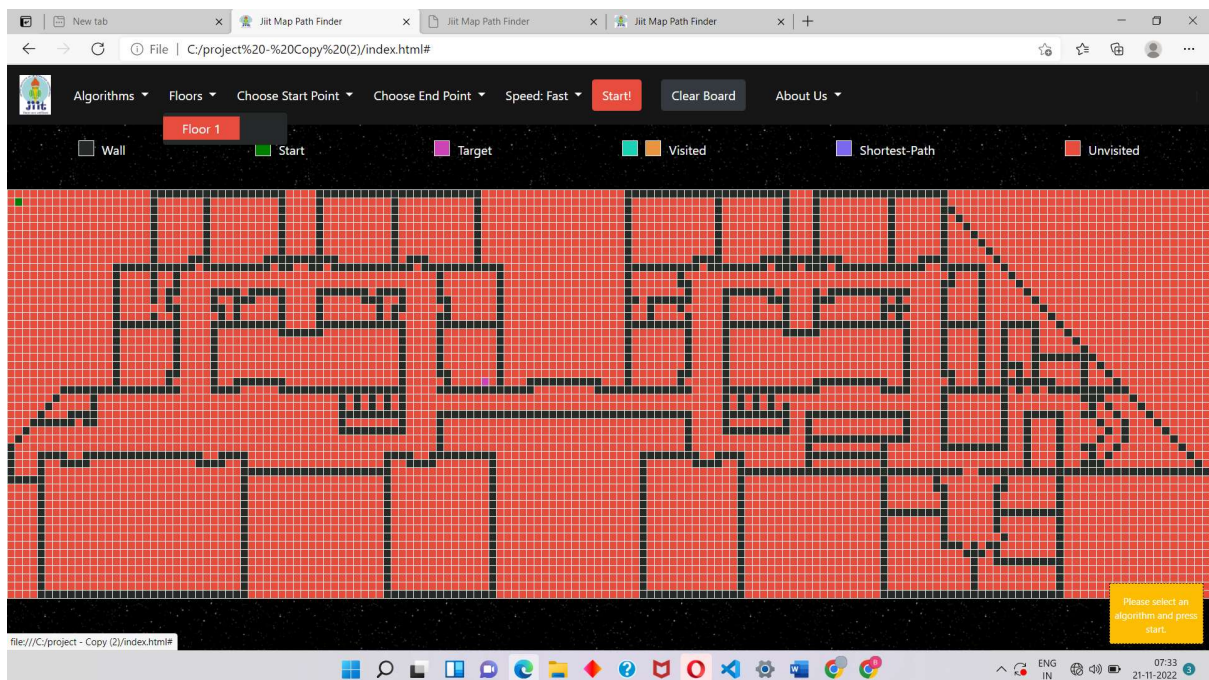 New tab
Jiit Map Path Finder
Jiit Map Path Finder
Jiit Map Path Finder
File | C:/project%20-%20Copy%20(2)/index.html#
JIIT
Algorithms Floors Choose Start Point Choose End Point Speed: Fast Start! Clear Board About Us
Floor 1
Wall Start Target Visited Shortest-Path Unvisited
Please select an
algorithm and press
start.
file:///C:/project - Copy (2)/index.html#
ENG
IN
07:33
21-11-2022
3
8